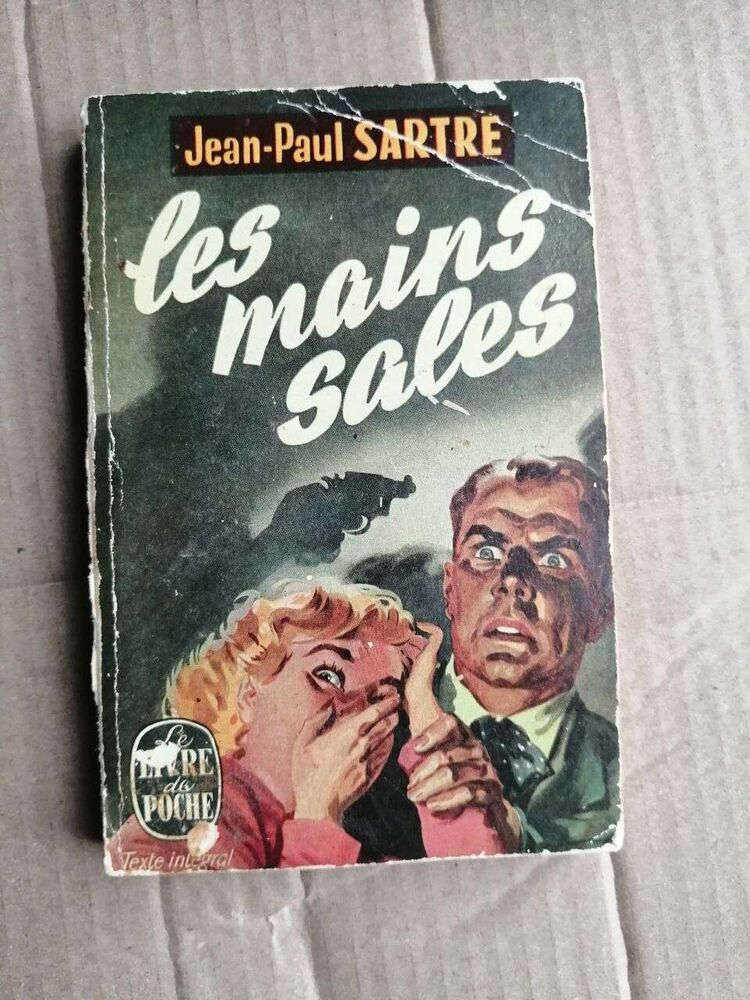 Jean-Paul SARTRE
les
mains
sales
Le
LIVRE
de
POCHE
Texte intégral